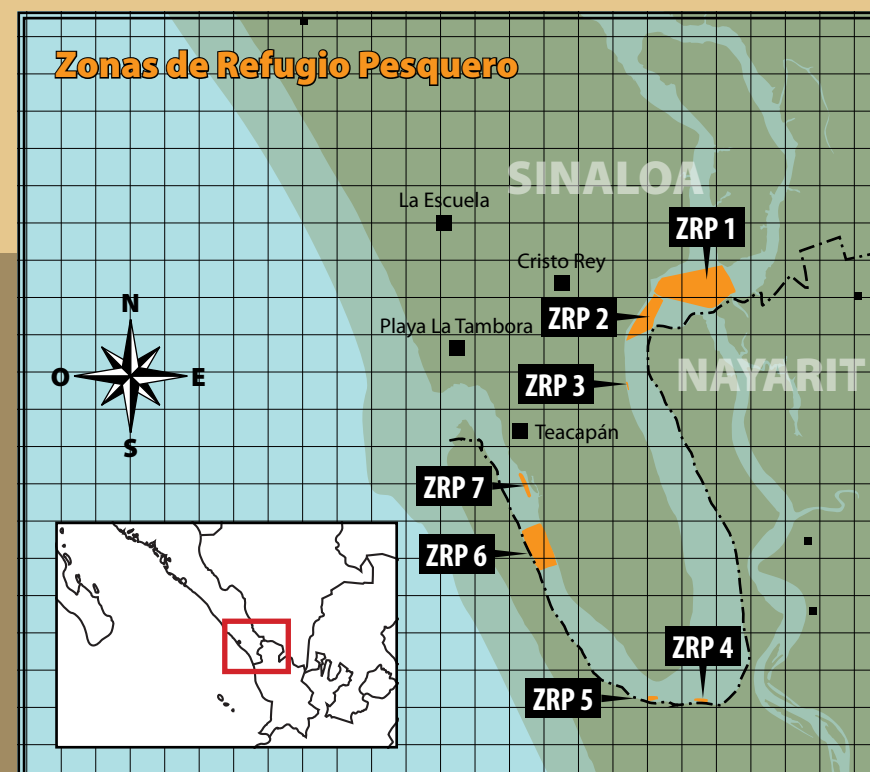 Zonas de Refugio Pesquero
SINALOA
La Escuela
ZRP 1
Cristo Rey
N
ZRP 2
Playa La Tambora
O
E
ZRP 3
NAYARIT
S
Teacapán
ZRP 7
ZRP 6
ZRP 4
ZRP 5